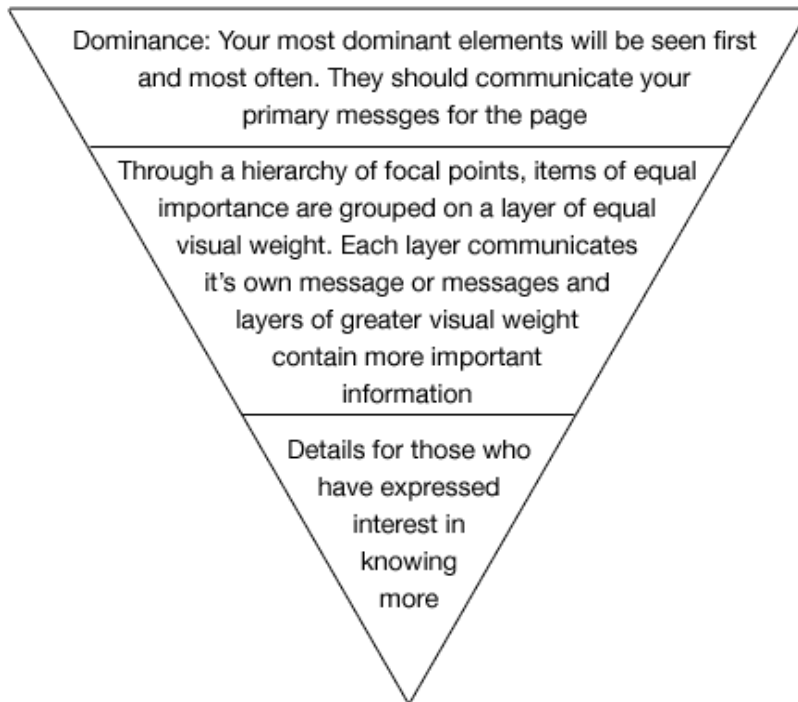 Dominance: Your most dominant elements will be seen first
and most often. They should communicate your
primary messges for the page
Through a hierarchy of focal points, items of equal
importance are grouped on a layer of equal
visual weight. Each layer communicates
it’s own message or messages and
layers of greater visual weight
contain more important
information
Details for those who
have expressed
interest in
knowing
more